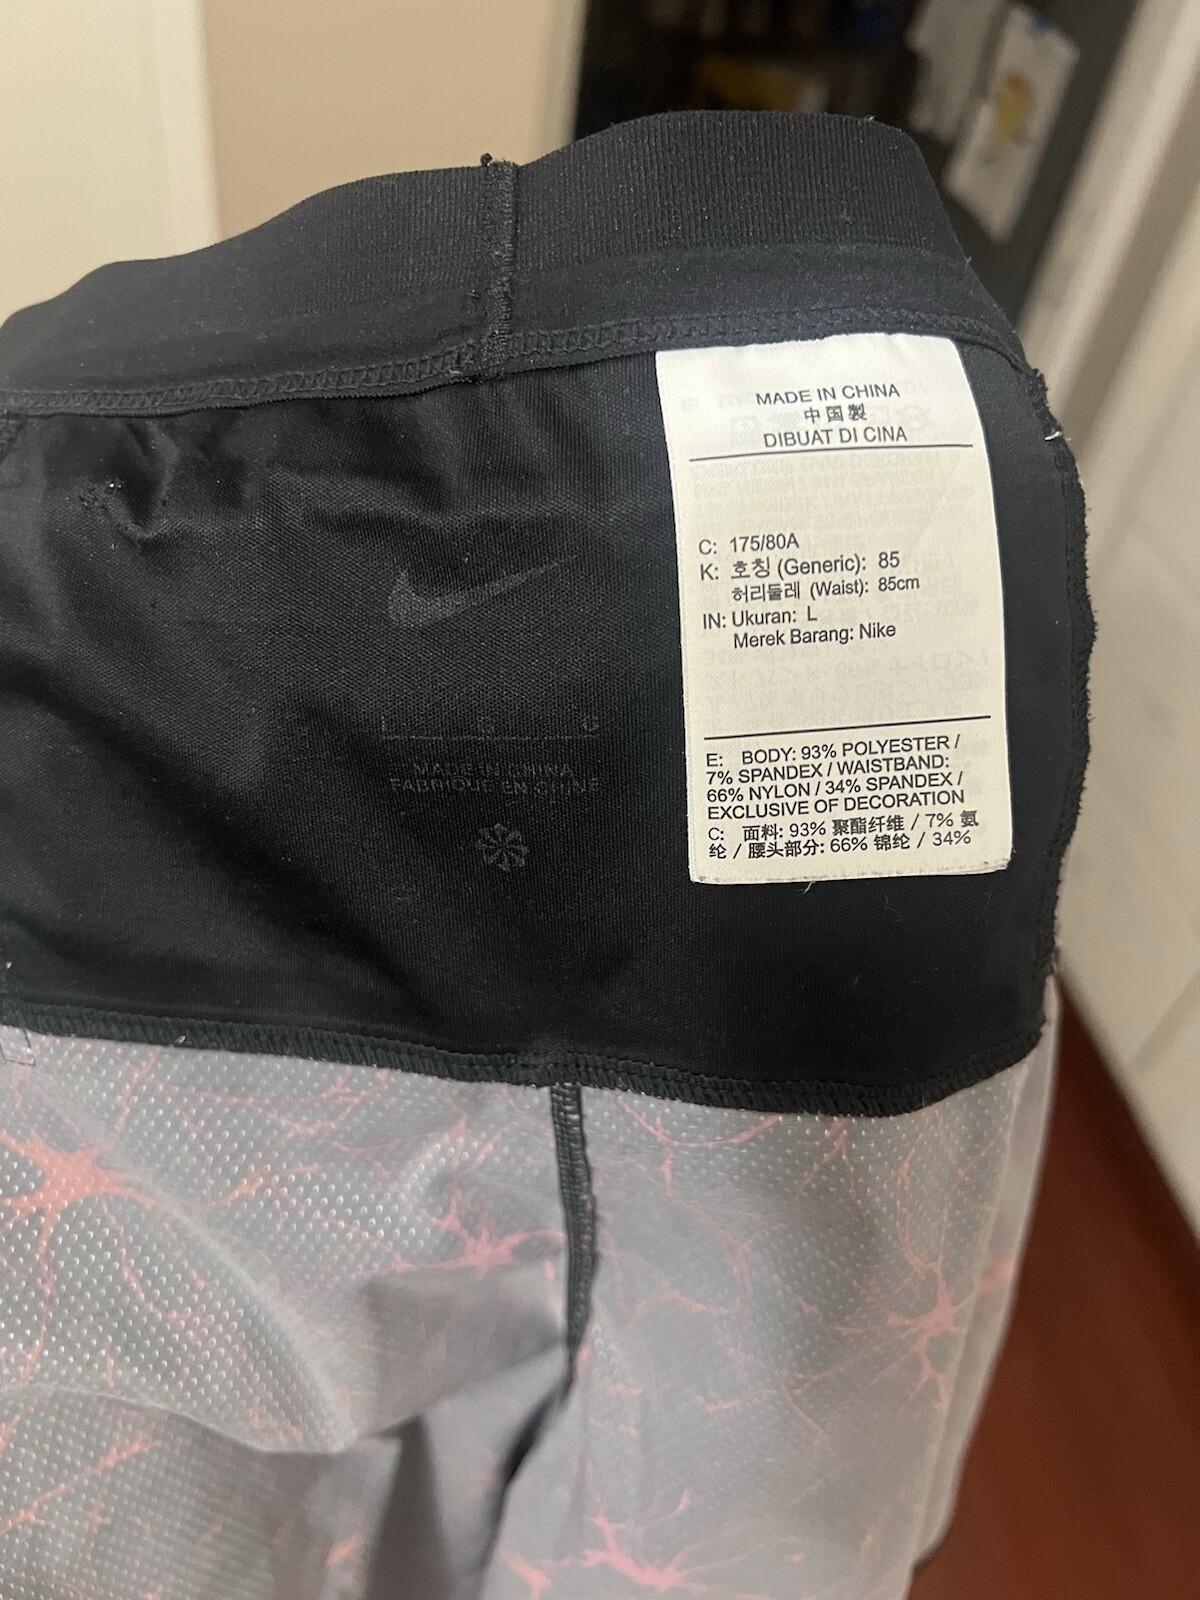 MADE IN CHINA
中国製
DIBUAT DI CINA
C: 175/80A
K: 호칭 (Generic): 85
허리둘레 (Waist): 85cm
IN: Ukuran: L
Merek Barang: Nike
E: BODY: 93% POLYESTER /
7% SPANDEX / WAISTBAND:
66% NYLON / 34% SPANDEX /
EXCLUSIVE OF DECORATION
C: 面料: 93% 聚酯纤维 / 7% 氨
纶 / 腰头部分: 66% 锦纶 / 34%
L G G
MADE IN CHINA
FABRIQUÉ EN CHINE